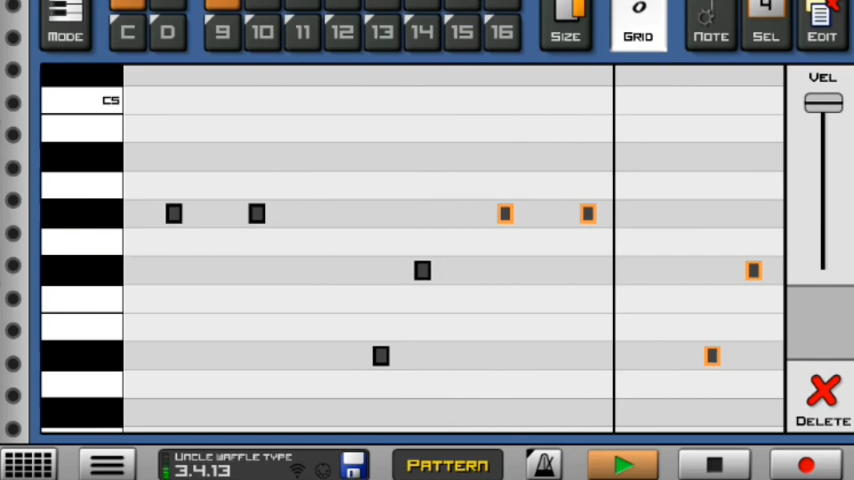 MODE
C D 9 10 11 12 13 14 15 16
SIZE
GRID
NOTE
4
SEL
EDIT
VEL
C5
DELETE
UNCLE WAFFLE TYPE
3.4.13
PATTERN